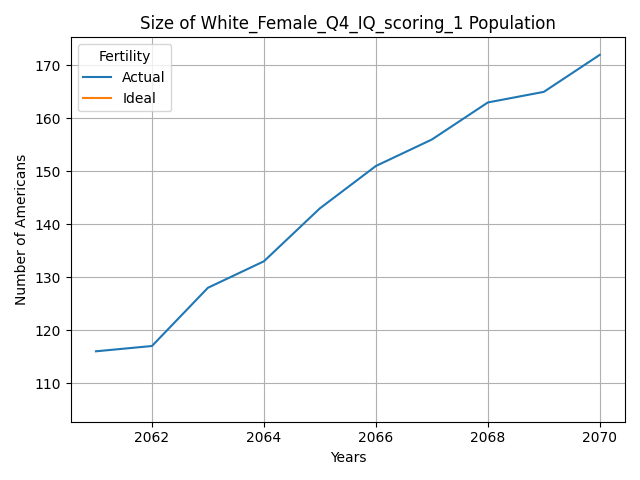 Size of White_Female_Q4_IQ_scoring_1 Population
Fertility
Actual
Ideal
Number of Americans
170
160
150
140
130
120
110
2062 2064 2066 2068 2070
Years